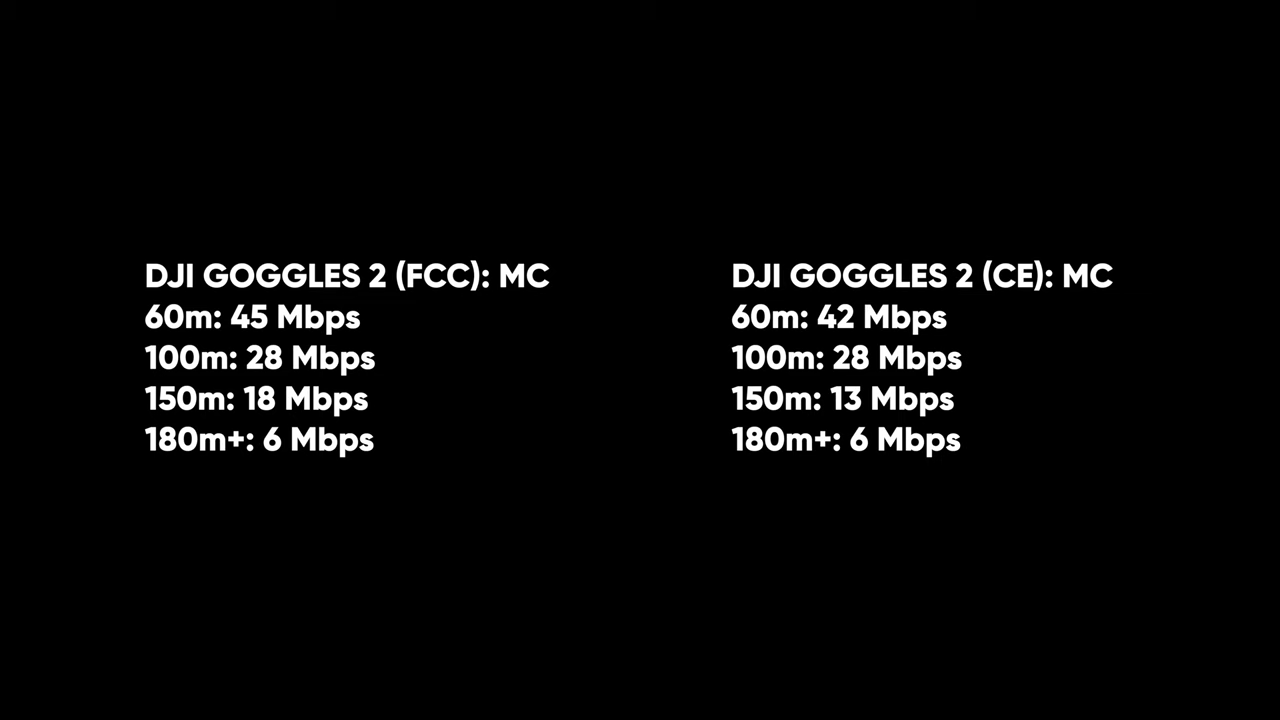 DJI GOGGLES 2 (FCC): MC
60m: 45 Mbps
100m: 28 Mbps
150m: 18 Mbps
180m+: 6 Mbps
DJI GOGGLES 2 (CE): MC
60m: 42 Mbps
100m: 28 Mbps
150m: 13 Mbps
180m+: 6 Mbps